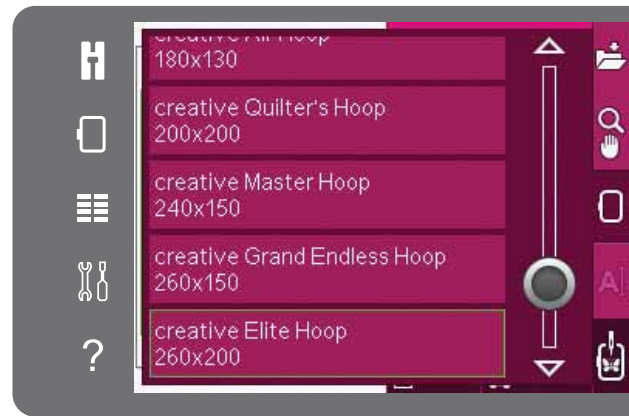 180x130
creative Quilter's Hoop
200x200
creative Master Hoop
240x150
creative Grand Endless Hoop
260x150
creative Elite Hoop
260x200
A
?